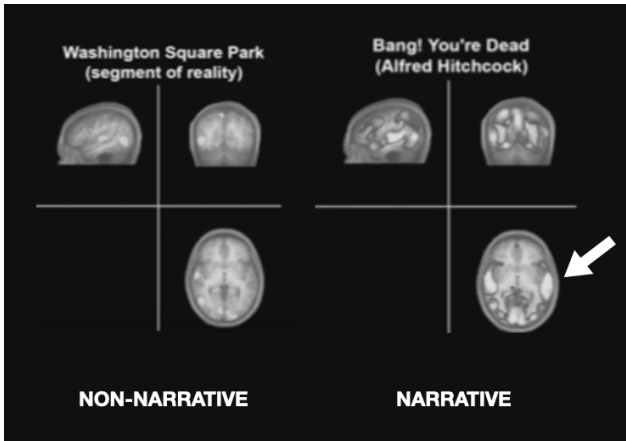 Washington Square Park
(segment of reality)
Bang! You're Dead
(Alfred Hitchcock)
NON-NARRATIVE
NARRATIVE